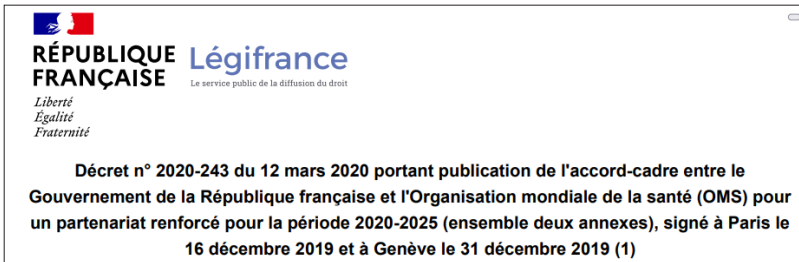 RÉPUBLIQUE
FRANÇAISE
Liberté
Égalité
Fraternité
Légifrance
Le service public de la diffusion du droit
Décret n° 2020-243 du 12 mars 2020 portant publication de l'accord-cadre entre le
Gouvernement de la République française et l'Organisation mondiale de la santé (OMS) pour
un partenariat renforcé pour la période 2020-2025 (ensemble deux annexes), signé à Paris le
16 décembre 2019 et à Genève le 31 décembre 2019 (1)